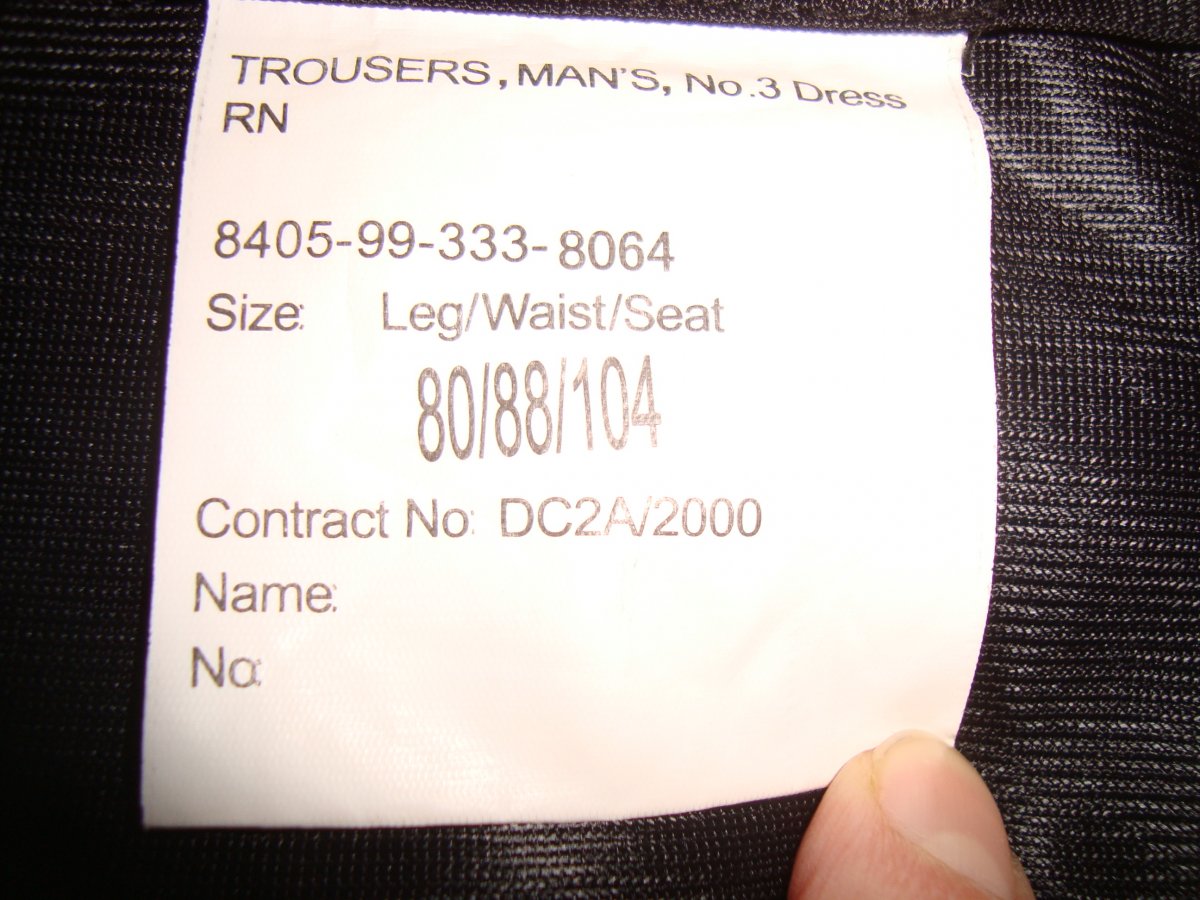 TROUSERS, MAN'S, No.3 Dress
RN
8405-99-333-8064
Size: Leg/Waist/Seat
80/88/104
Contract No: DC2A/2000
Name:
No: